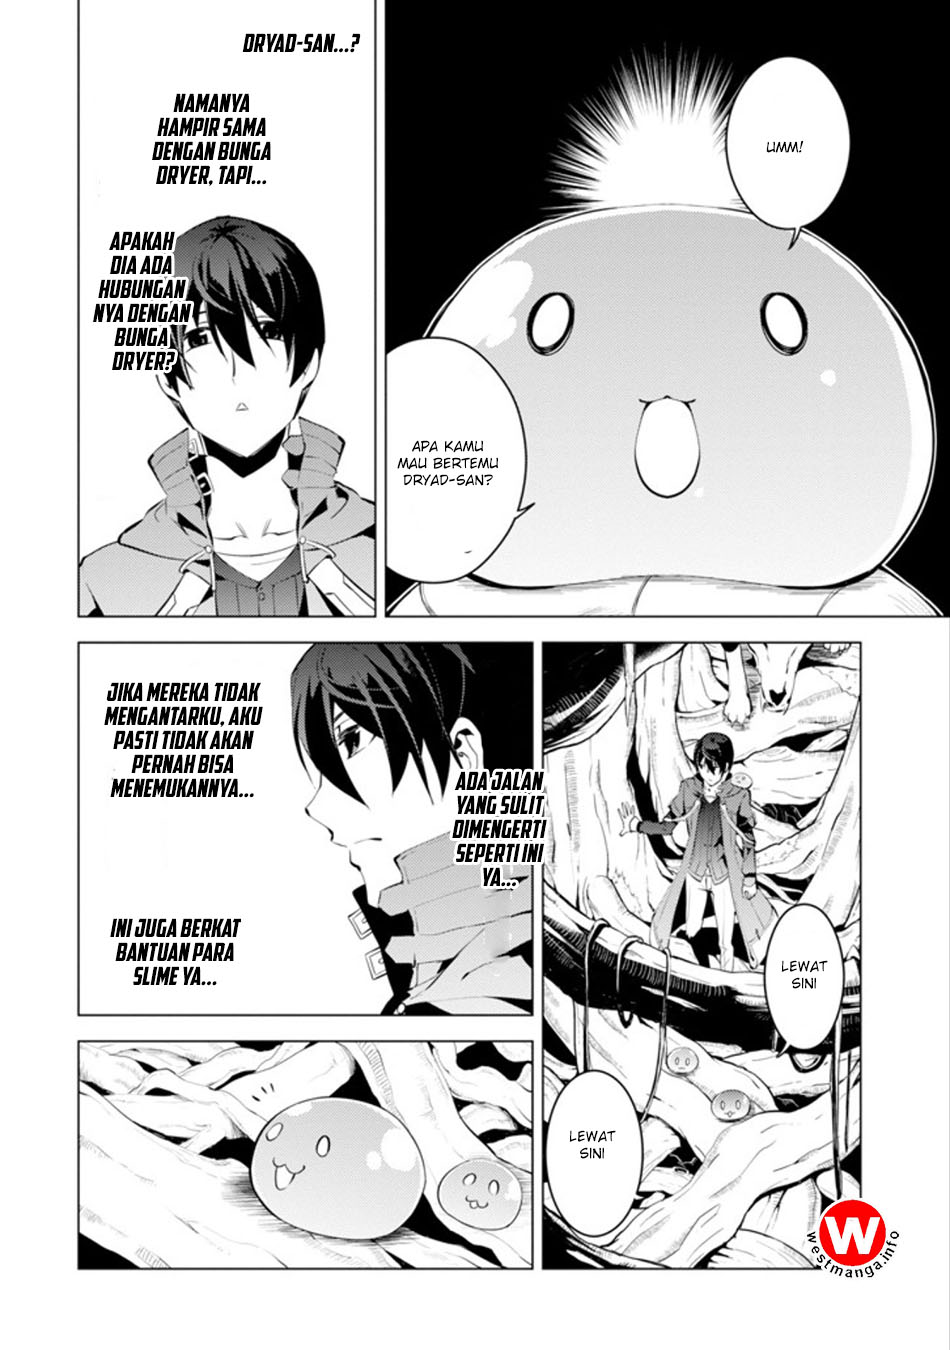 UMM!
APA KAMU
MAU BERTEMU
DRYAD-SAN?
DRYAD-SAN...?
NAMANYA
HAMPIR SAMA
DENGAN BUNGA
DRYER, TAPI...
APAKAH
DIA ADA
HUBUNGAN
NYA DENGAN
BUNGA
DRYER?
LEWAT
SINI
LEWAT
SINI
ADA JALAN
YANG SULIT
DIMENGERTI
SEPERTI INI
YA...
JIKA MEREKA TIDAK
MENGANTARKU, AKU
PASTI TIDAK AKAN
PERNAH BISA
MENEMUKANNYA...
INI JUGA BERKAT
BANTUAN PARA
SLIME YA...
W
westmanga.info